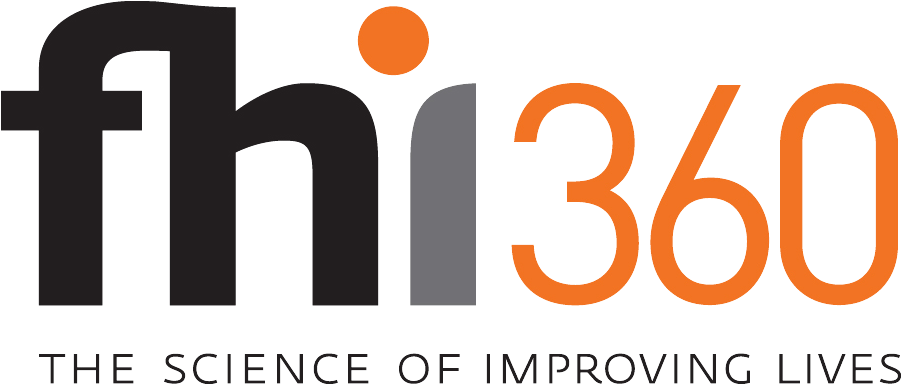 fhi360
THE SCIENCE OF IMPROVING LIVES